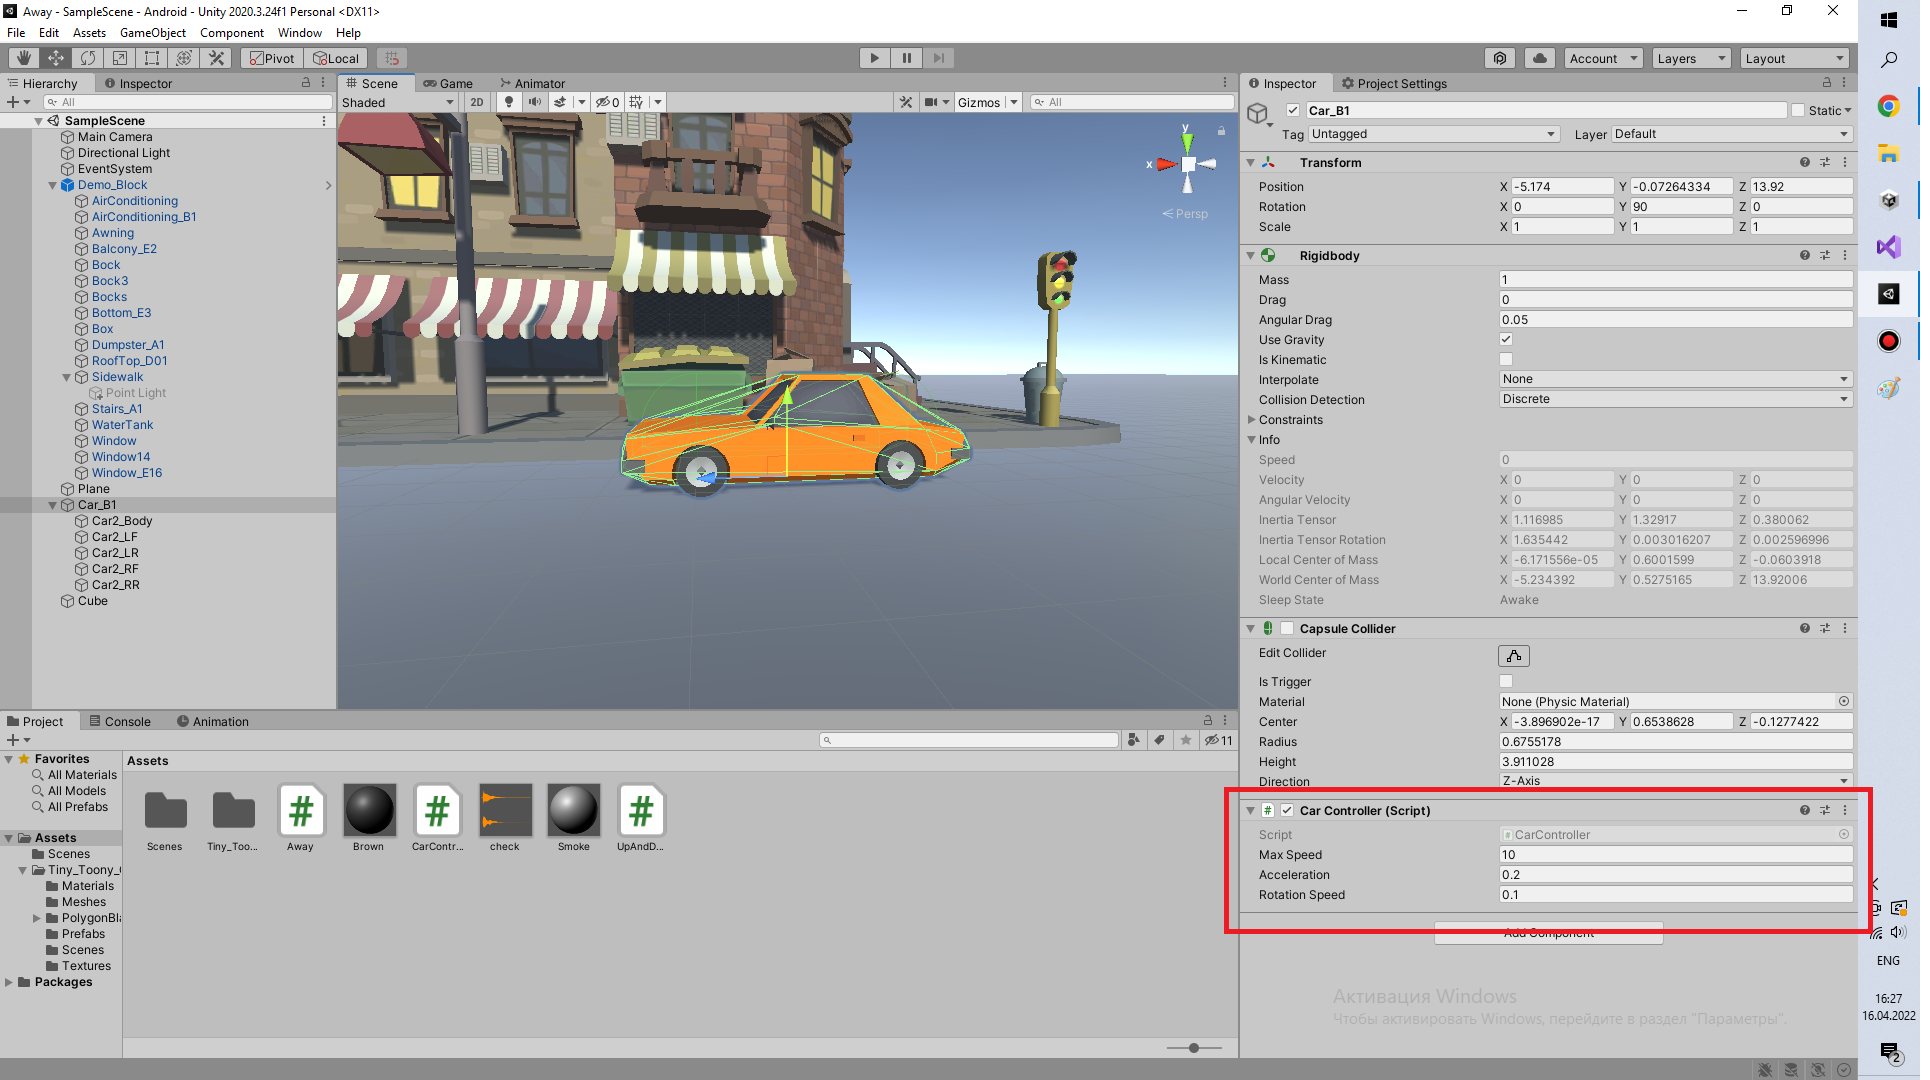 Away - SampleScene - Android - Unity 2020.3.24f1 Personal <DX11>
File Edit Assets GameObject Component Window Help
Pivot Local
Account Layers Layout
Hierarchy Inspector
All
SampleScene
Main Camera
Directional Light
EventSystem
Demo_Block
AirConditioning
AirConditioning_B1
Awning
Balcony_E2
Bock
Bock3
Bocks
Bottom_E3
Box
Dumpster_A1
RoofTop_D01
Sidewalk
Point Light
Stairs_A1
WaterTank
Window
Window14
Window_E16
Plane
Car_B1
Car2_Body
Car2_LF
Car2_LR
Car2_RF
Car2_RR
Cube
Scene Game Animator
Shaded 2D 0 Gizmos All
y
x
Persp
Project Console Animation
11
Favorites
All Materials
All Models
All Prefabs
Assets
Scenes
Tiny_Toony_
Materials
Meshes
PolygonBl
Prefabs
Scenes
Textures
Packages
Assets
Scenes Tiny_Too... Away Brown CarContr... check Smoke UpAndD...
Inspector Project Settings
Car_B1 Static
Tag Untagged Layer Default
Transform
Position X -5.174 Y -0.07264334 Z 13.92
Rotation X 0 Y 90 Z 0
Scale X 1 Y 1 Z 1
Rigidbody
Mass 1
Drag 0
Angular Drag 0.05
Use Gravity
Is Kinematic
Interpolate None
Collision Detection Discrete
Constraints
Info
Speed 0
Velocity X 0 Y 0 Z 0
Angular Velocity X 0 Y 0 Z 0
Inertia Tensor X 1.116985 Y 1.32917 Z 0.380062
Inertia Tensor Rotation X 1.635442 Y 0.003016207 Z 0.002596996
Local Center of Mass X -6.171556e-05 Y 0.6001599 Z -0.0603918
World Center of Mass X -5.234392 Y 0.5275165 Z 13.92006
Sleep State Awake
Capsule Collider
Edit Collider
Is Trigger
Material None (Physic Material)
Center X -3.896902e-17 Y 0.6538628 Z -0.1277422
Radius 0.6755178
Height 3.911028
Direction Z-Axis
# Car Controller (Script)
Script # CarController
Max Speed 10
Acceleration 0.2
Rotation Speed 0.1
Add Component
Активация Windows
Чтобы активировать Windows, перейдите в раздел "Параметры".
ENG
16:27
16.04.2022
2